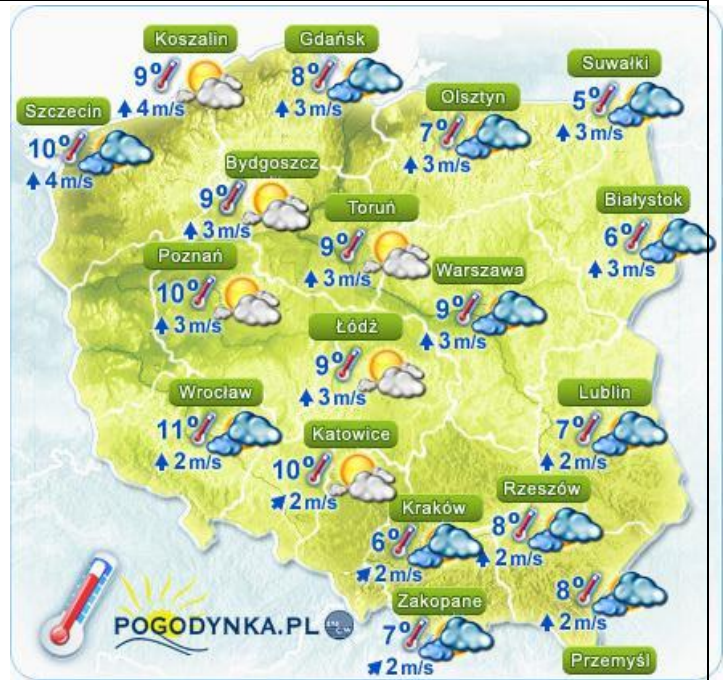 Koszalin
9°
4 m/s
Gdańsk
8°
3 m/s
Suwałki
5°
3 m/s
Szczecin
10°
4 m/s
Olsztyn
7°
3 m/s
Bydgoszcz
9°
3 m/s
Toruń
9°
3 m/s
Białystok
6°
3 m/s
Poznań
10°
3 m/s
Warszawa
9°
3 m/s
Łódź
9°
3 m/s
Wrocław
11°
2 m/s
Katowice
10°
2 m/s
Lublin
7°
2 m/s
Kraków
6°
2 m/s
Rzeszów
8°
2 m/s
Zakopane
7°
2 m/s
8°
2 m/s
Przemyśl
POGODYNKA.PL